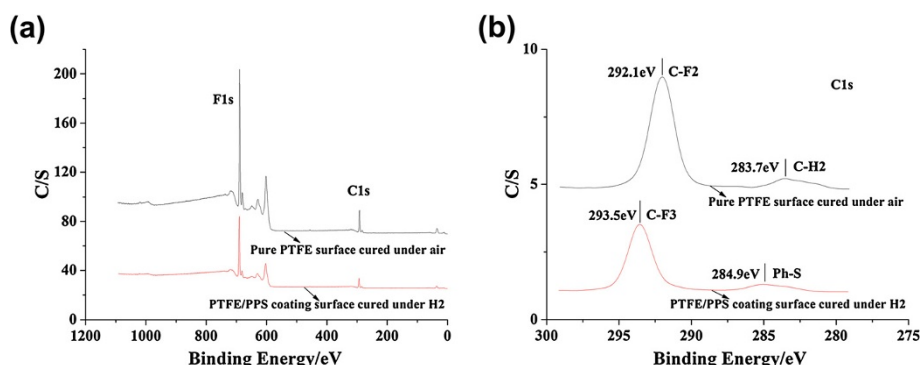 (a)
200
160
120
80
40
0
C/S
F1s
C1s
Pure PTFE surface cured under air
PTFE/PPS coating surface cured under H2
1200 1000 800 600 400 200 0
Binding Energy/eV
(b)
10
5
0
C/S
292.1eV C-F2
C1s
283.7eV C-H2
Pure PTFE surface cured under air
293.5eV C-F3
284.9eV Ph-S
PTFE/PPS coating surface cured under H2
300 295 290 285 280 275
Binding Energy/eV